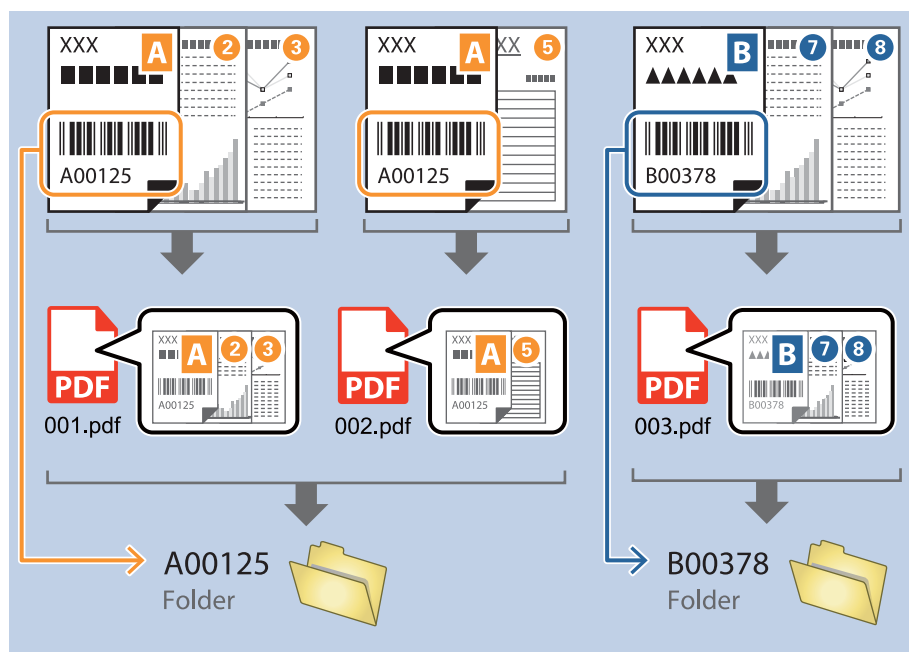 XXX A 2 3
A00125
XXX A XX 5
A00125
XXX B 7 8
B00378
PDF
001.pdf
XXX A 2 3
A00125
PDF
002.pdf
XXX A 5
A00125
PDF
003.pdf
XXX B 7 8
B00378
A00125
Folder
B00378
Folder